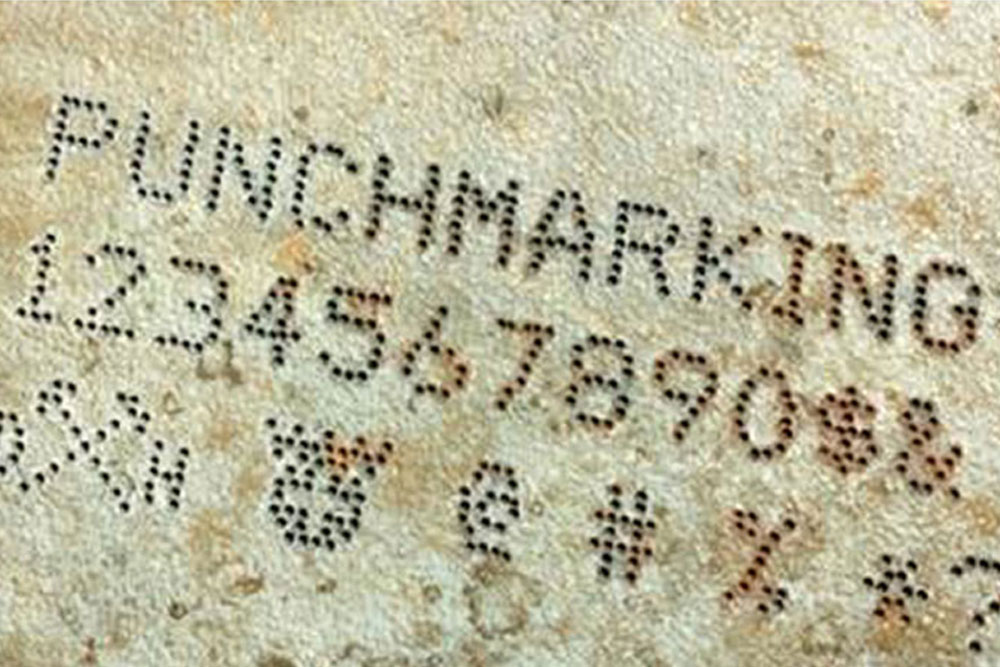 PUNCHMARKING
1234567890$&
@ # % *?